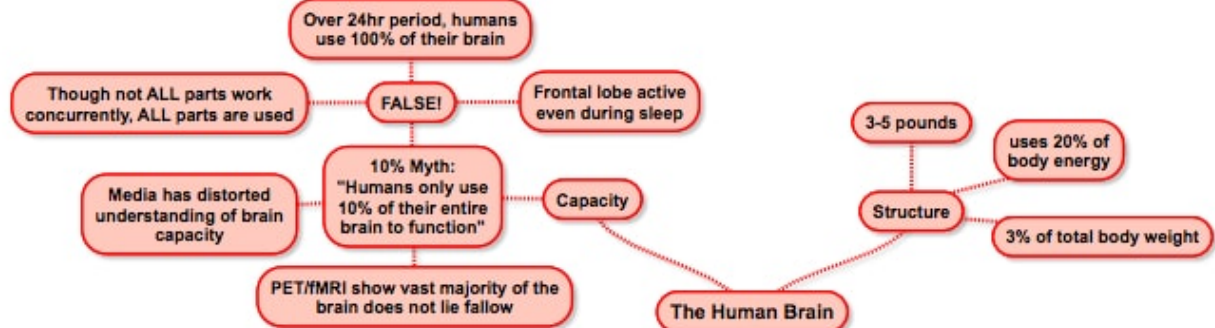 Over 24hr period, humans
use 100% of their brain
Though not ALL parts work
concurrently, ALL parts are used
FALSE!
Frontal lobe active
even during sleep
3-5 pounds
uses 20% of
body energy
10% Myth:
"Humans only use
10% of their entire
brain to function"
Media has distorted
understanding of brain
capacity
Capacity
Structure
3% of total body weight
PET/fMRI show vast majority of the
brain does not lie fallow
The Human Brain